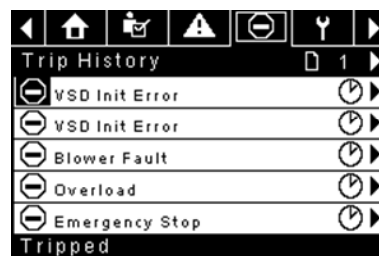 Trip History 1
VSD Init Error
VSD Init Error
Blower Fault
Overload
Emergency Stop
Tripped